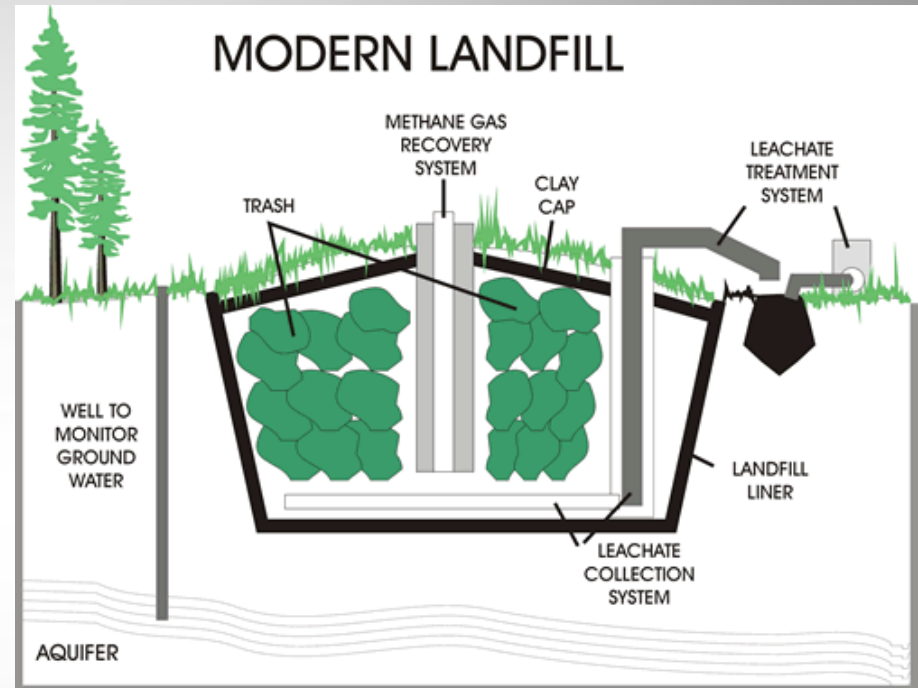 MODERN LANDFILL
METHANE GAS
RECOVERY
SYSTEM
LEACHATE
TREATMENT
SYSTEM
CLAY
CAP
TRASH
WELL TO
MONITOR
GROUND
WATER
LANDFILL
LINER
LEACHATE
COLLECTION
SYSTEM
AQUIFER